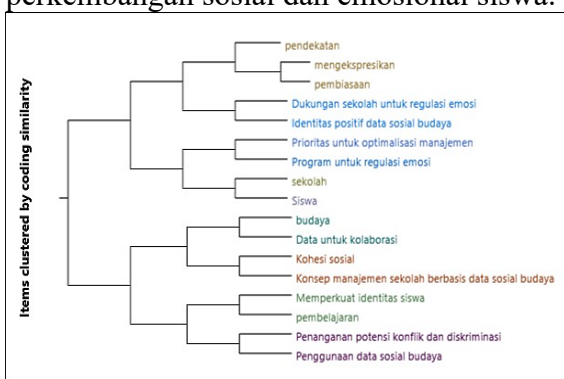 perkembangan sosial dan emosional siswa.
Items clustered by coding similarity
pendekatan
mengekspresikan
pembiasaan
Dukungan sekolah untuk regulasi emosi
Identitas positif data sosial budaya
Prioritas untuk optimalisasi manajemen
Program untuk regulasi emosi
sekolah
Siswa
budaya
Data untuk kolaborasi
Kohesi sosial
Konsep manajemen sekolah berbasis data sosial budaya
Memperkuat identitas siswa
pembelajaran
Penanganan potensi konflik dan diskriminasi
Penggunaan data sosial budaya